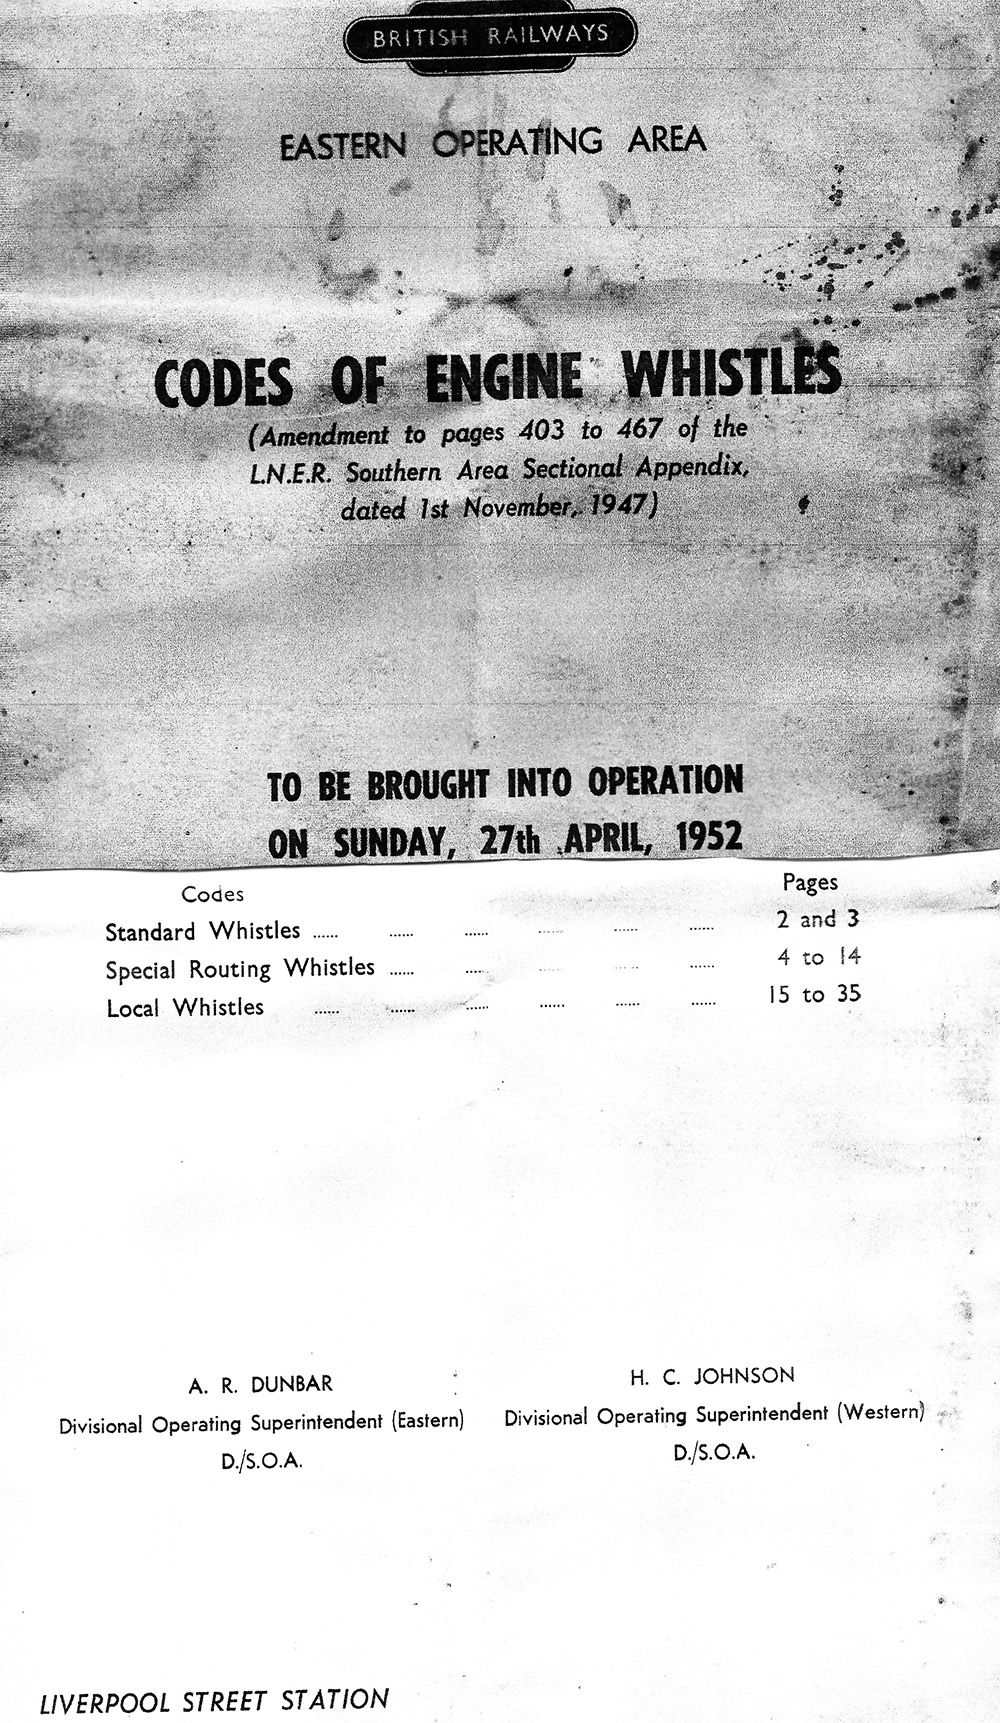 BRITISH RAILWAYS
EASTERN OPERATING AREA
CODES OF ENGINE WHISTLES
(Amendment to pages 403 to 467 of the
L.N.E.R. Southern Area Sectional Appendix,
dated 1st November, 1947)
TO BE BROUGHT INTO OPERATION
ON SUNDAY, 27th APRIL, 1952
Codes Pages
Standard Whistles ...... ...... ...... ...... ...... ...... 2 and 3
Special Routing Whistles ...... ...... ...... ...... ...... 4 to 14
Local Whistles ...... ...... ...... ...... ...... ...... 15 to 35
A. R. DUNBAR
Divisional Operating Superintendent (Eastern)
D./S.O.A.
H. C. JOHNSON
Divisional Operating Superintendent (Western)
D./S.O.A.
LIVERPOOL STREET STATION